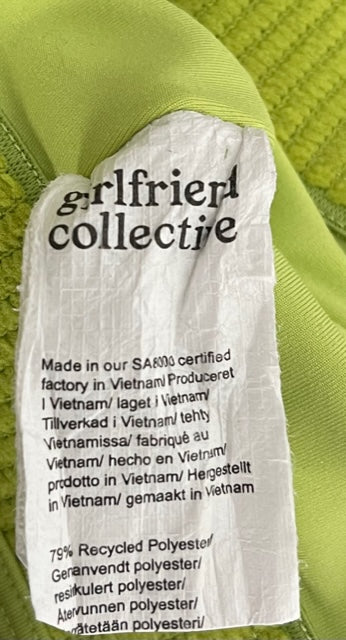 girlfriend
collective
Made in our SA8000 certified
factory in Vietnam/ Produceret
I Vietnam/ laget i Vietnam/
Tillverkad i Vietnam/ tehty
Vietnamissa/ fabriqué au
Vietnam/ hecho en Vietnam/
prodotto in Vietnam/ Hergestellt
in Vietnam/ gemaakt in Vietnam
79% Recycled Polyester/
Genanvendt polyester/
resirkulert polyester/
Återvunnen polyester/
polyesteri/